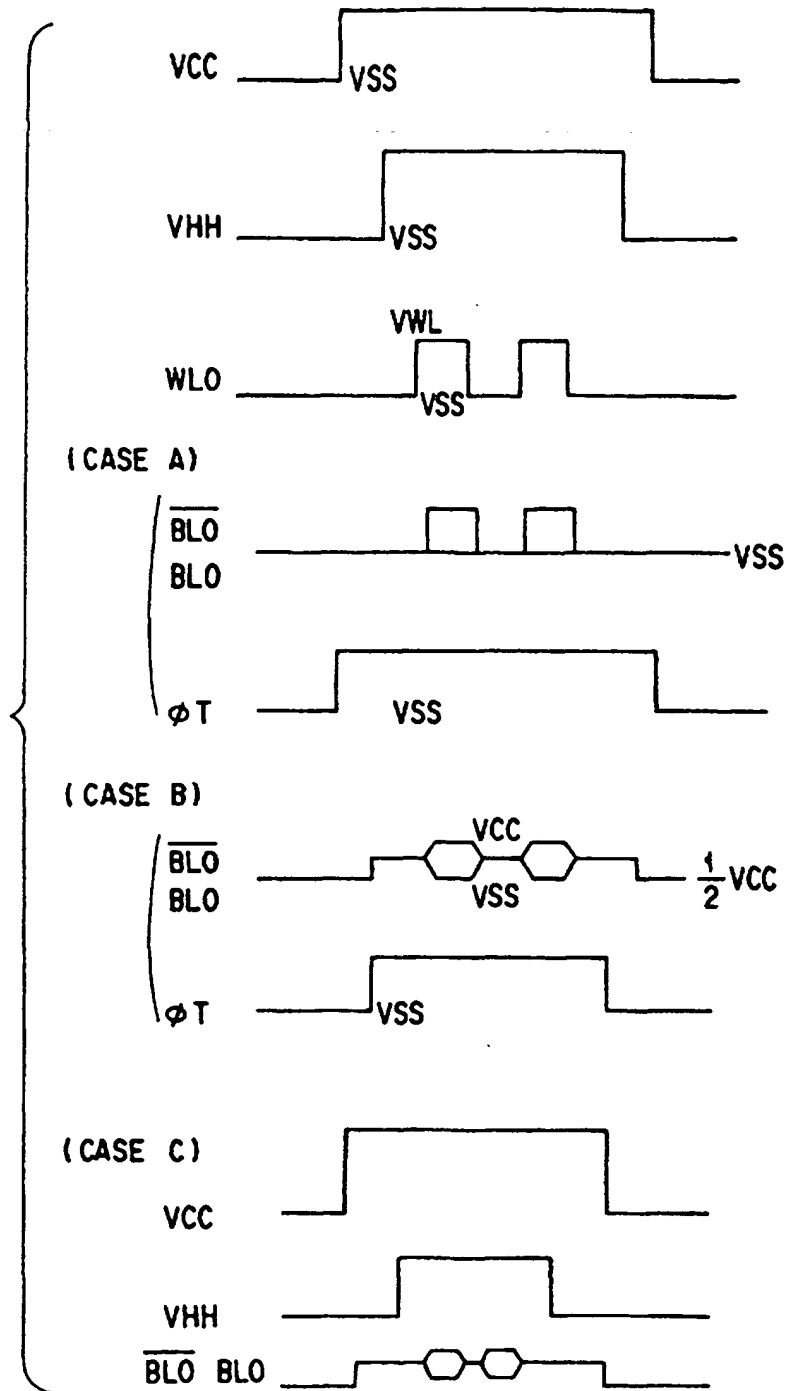 VCC
VSS
VHH
VSS
VWL
WLO
VSS
(CASE A)
BLO
BLO
VSS
φT
VSS
(CASE B)
BLO
VCC
BLO
VSS
1/2 VCC
φT
VSS
(CASE C)
VCC
VHH
BLO BLO